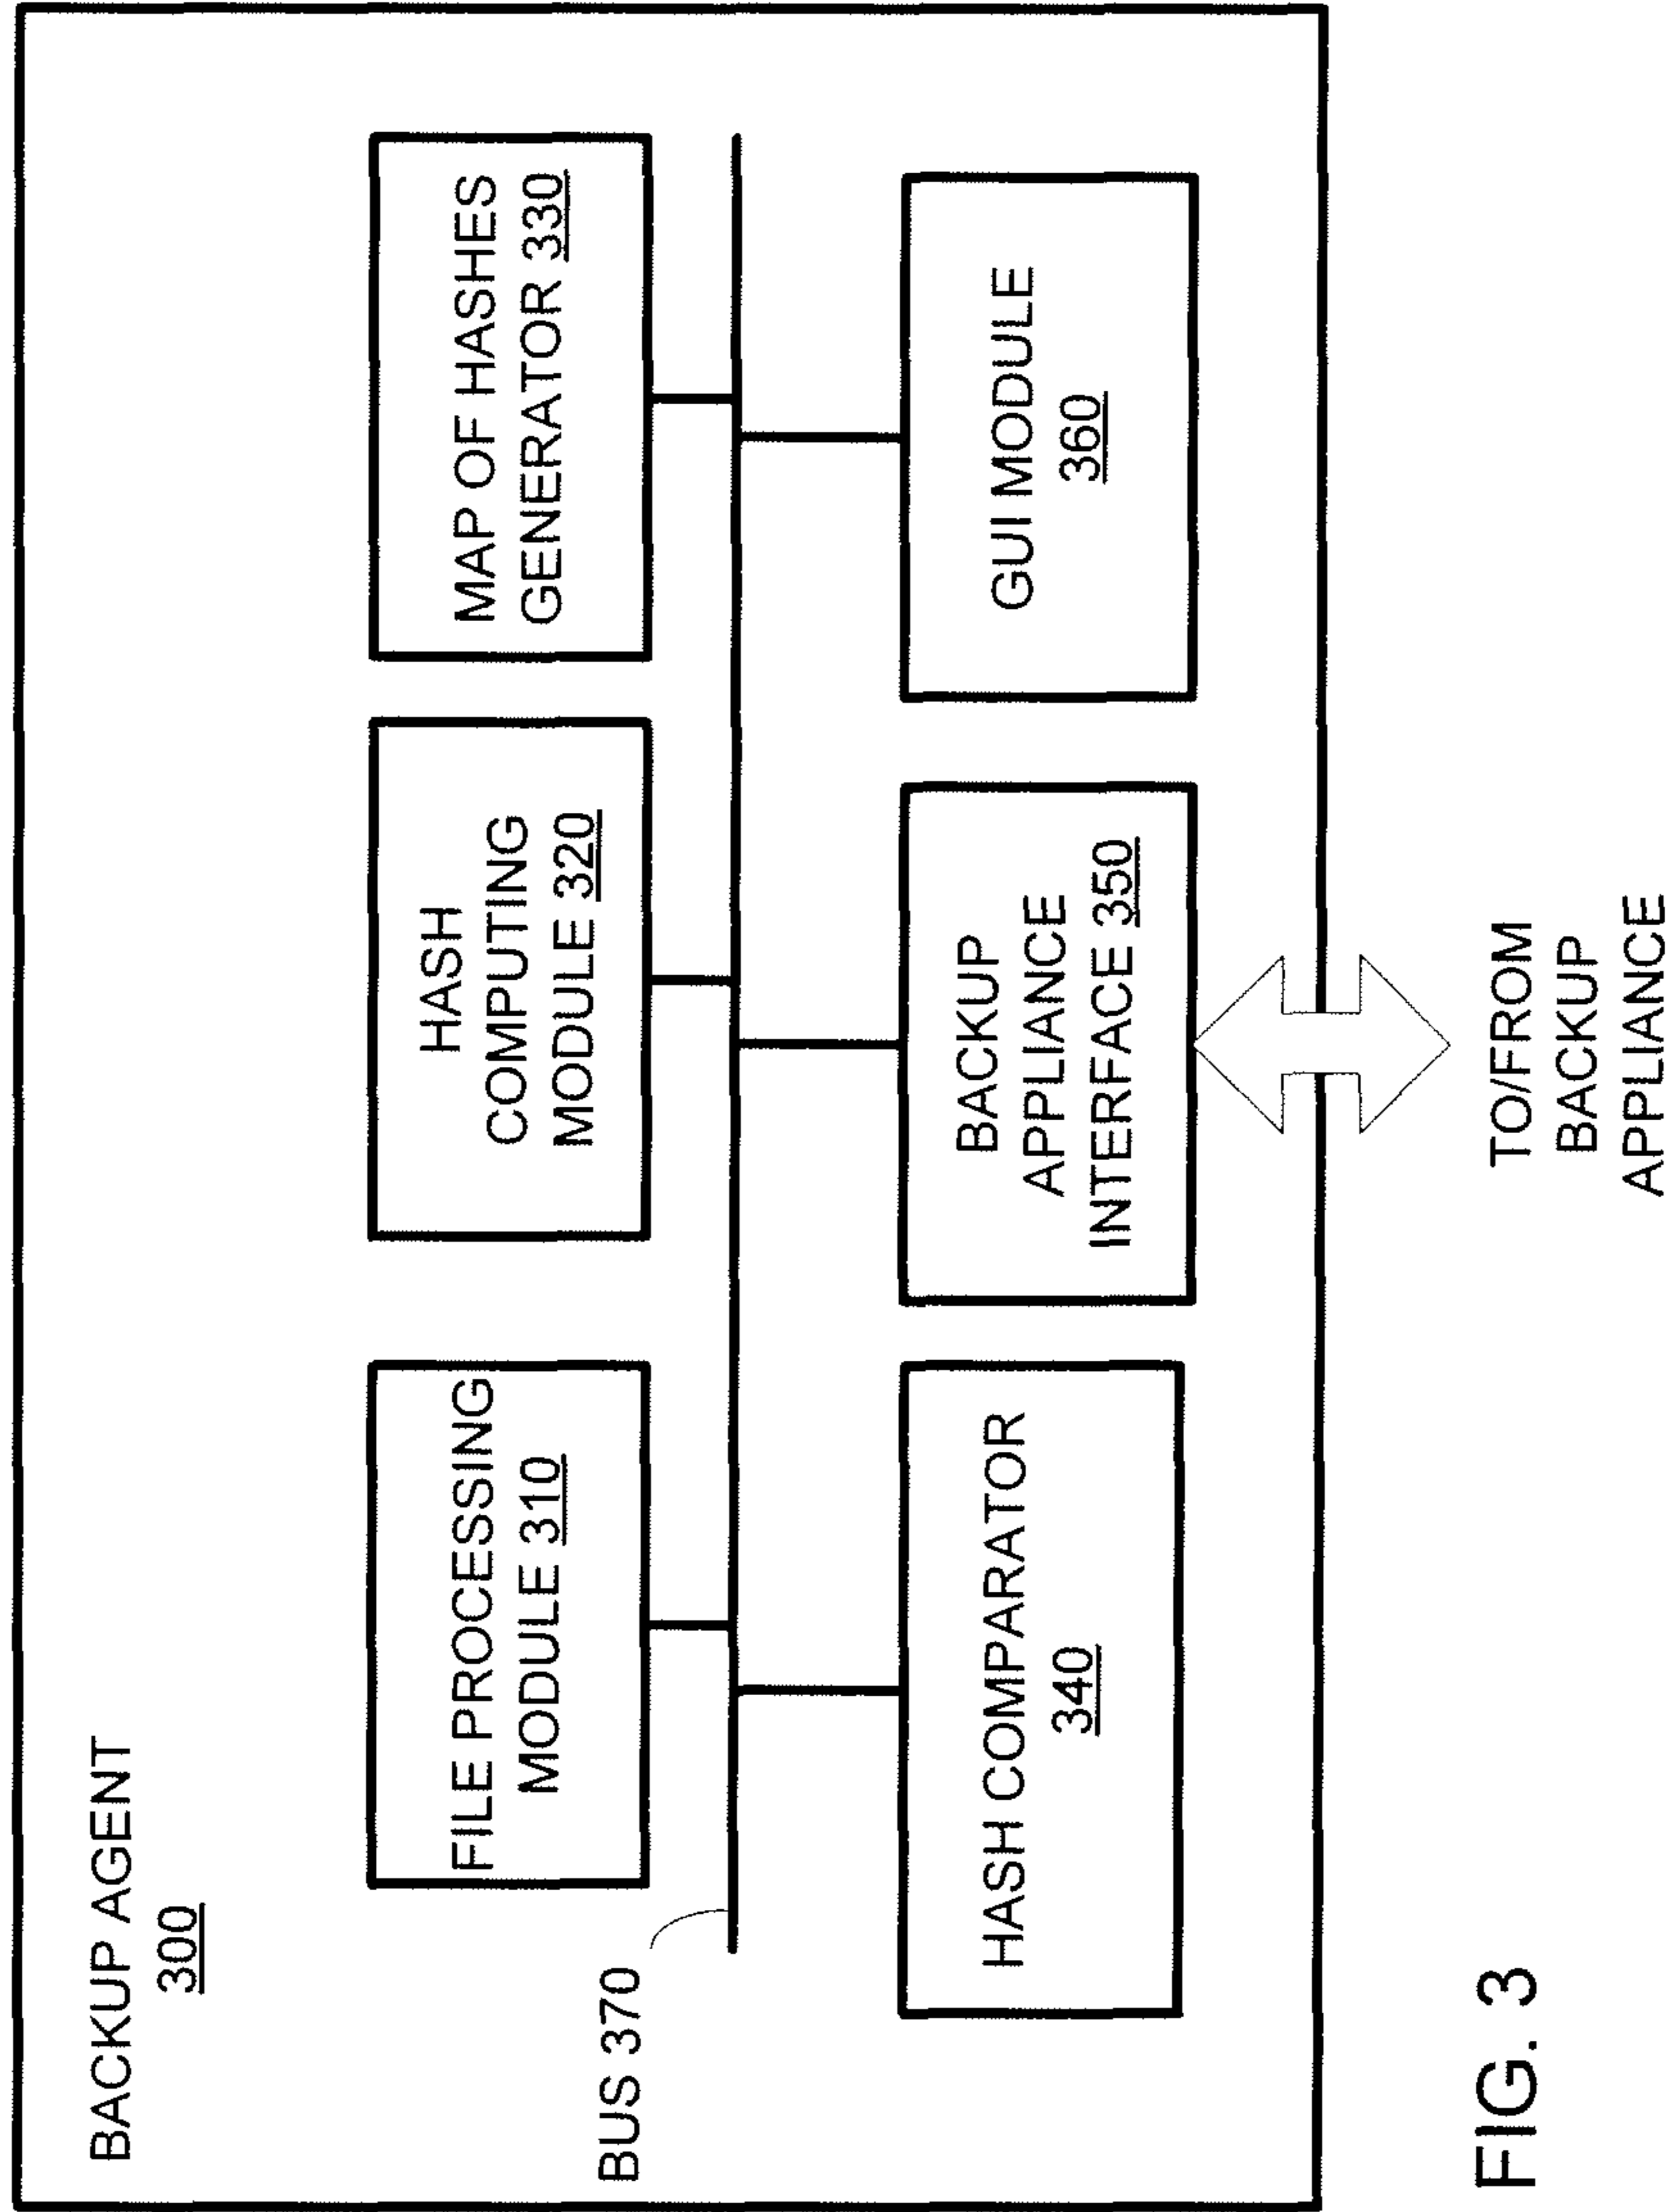 BACKUP AGENT
300
FILE PROCESSING
MODULE 310
HASH
COMPUTING
MODULE 320
MAP OF HASHES
GENERATOR 330
BUS 370
HASH COMPARATOR
340
BACKUP
APPLIANCE
INTERFACE 350
GUI MODULE
360
TO/FROM
BACKUP
APPLIANCE
FIG. 3